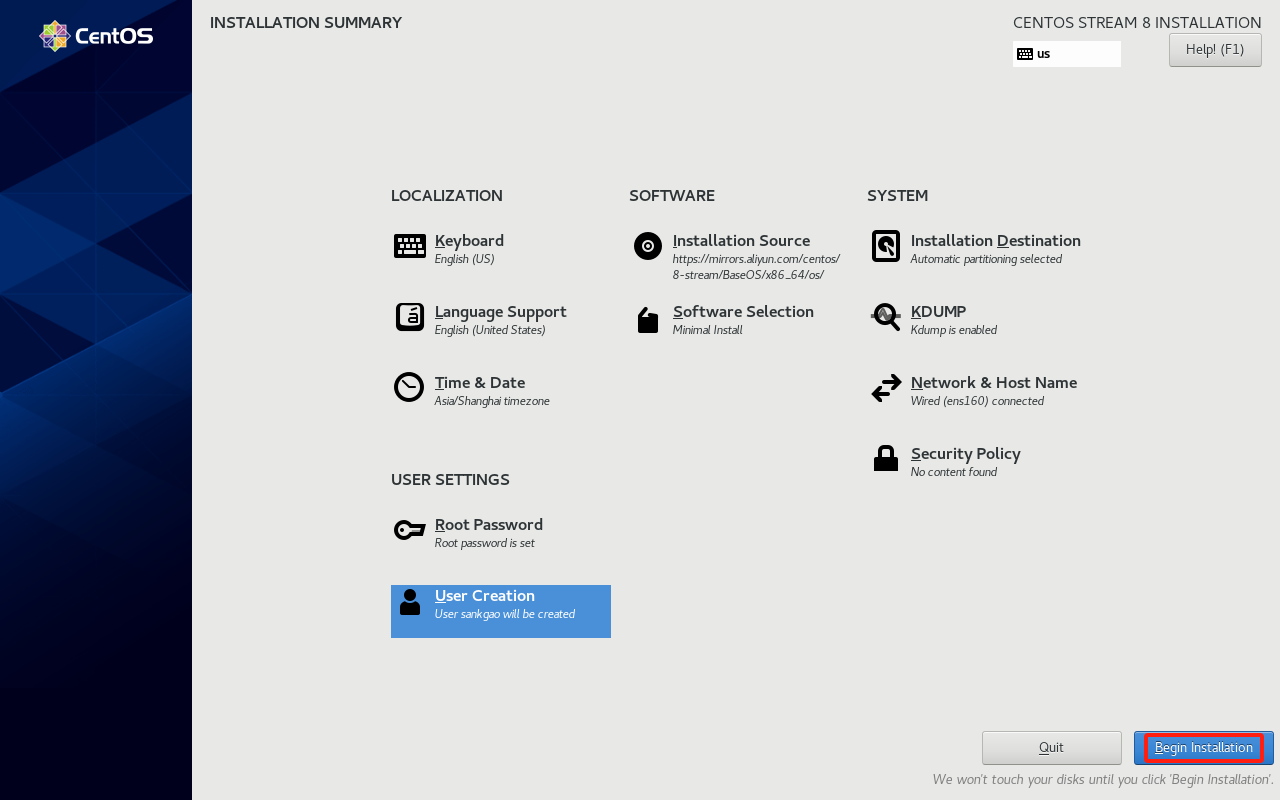 CentOS
INSTALLATION SUMMARY
CENTOS STREAM 8 INSTALLATION
us
Help! (F1)
LOCALIZATION
Keyboard
English (US)
Language Support
English (United States)
Time & Date
Asia/Shanghai timezone
SOFTWARE
Installation Source
https://mirrors.aliyun.com/centos/
8-stream/BaseOS/x86_64/os/
Software Selection
Minimal Install
SYSTEM
Installation Destination
Automatic partitioning selected
KDUMP
Kdump is enabled
Network & Host Name
Wired (ens160) connected
Security Policy
No content found
USER SETTINGS
Root Password
Root password is set
User Creation
User sankgao will be created
Quit
Begin Installation
We won't touch your disks until you click 'Begin Installation'.